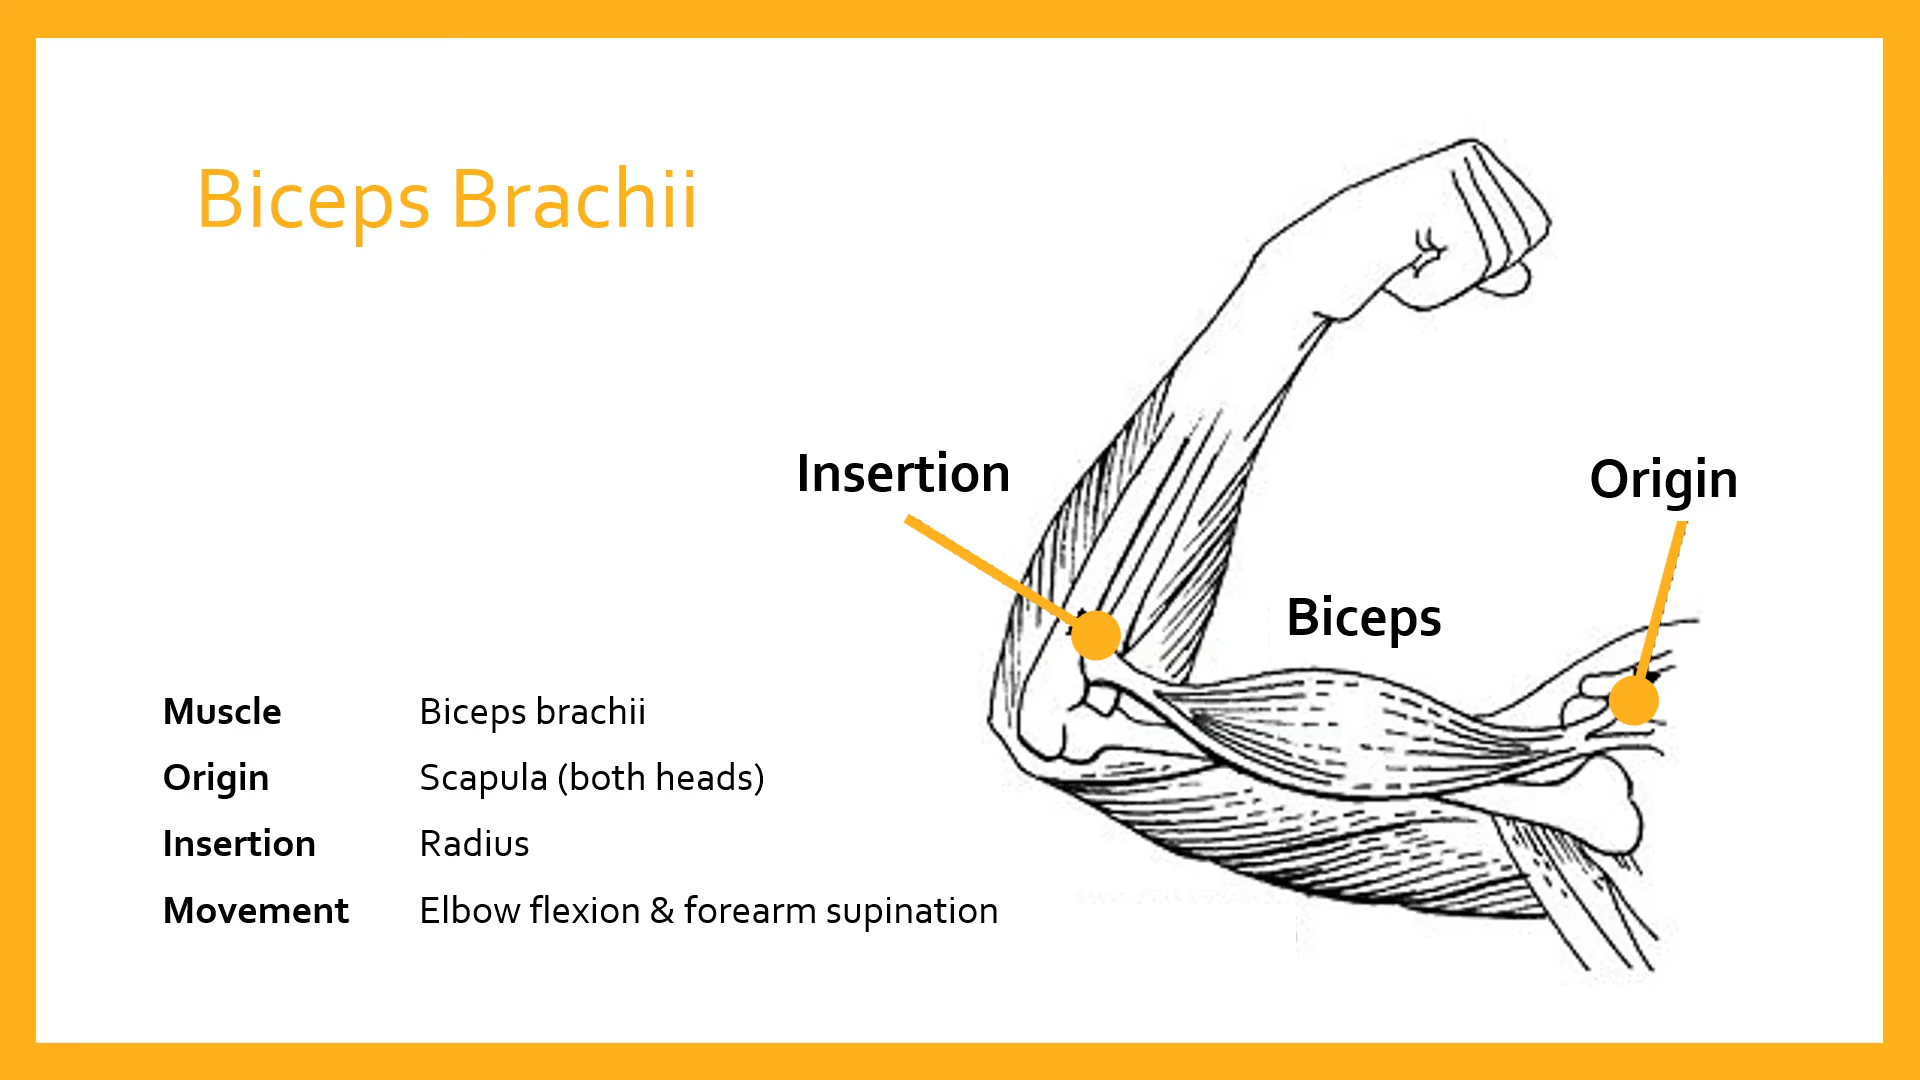 Biceps Brachii
Insertion
Origin
Biceps
Muscle Biceps brachii
Origin Scapula (both heads)
Insertion Radius
Movement Elbow flexion & forearm supination